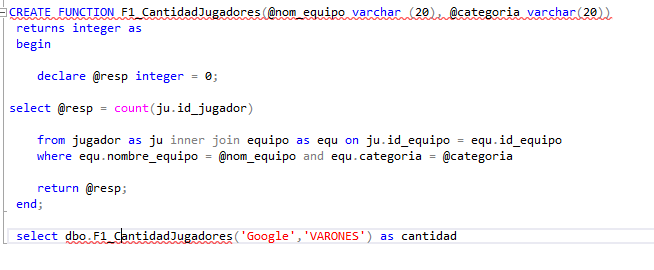 CREATE FUNCTION F1_CantidadJugadores(@nom_equipo varchar (20), @categoria varchar(20))
returns integer as
begin
declare @resp integer = 0;
select @resp = count(ju.id_jugador)
from jugador as ju inner join equipo as equ on ju.id_equipo = equ.id_equipo
where equ.nombre_equipo = @nom_equipo and equ.categoria = @categoria
return @resp;
end;
select dbo.F1_CantidadJugadores('Google','VARONES') as cantidad